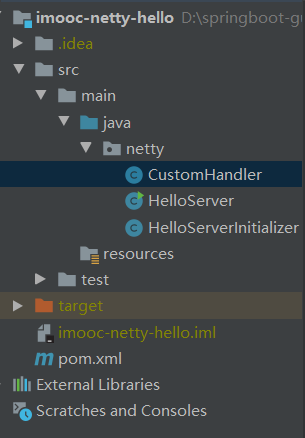 imooc-netty-hello D:\springboot-gu
.idea
src
main
java
netty
CustomHandler
HelloServer
HelloServerInitializer
resources
test
target
imooc-netty-hello.iml
pom.xml
External Libraries
Scratches and Consoles